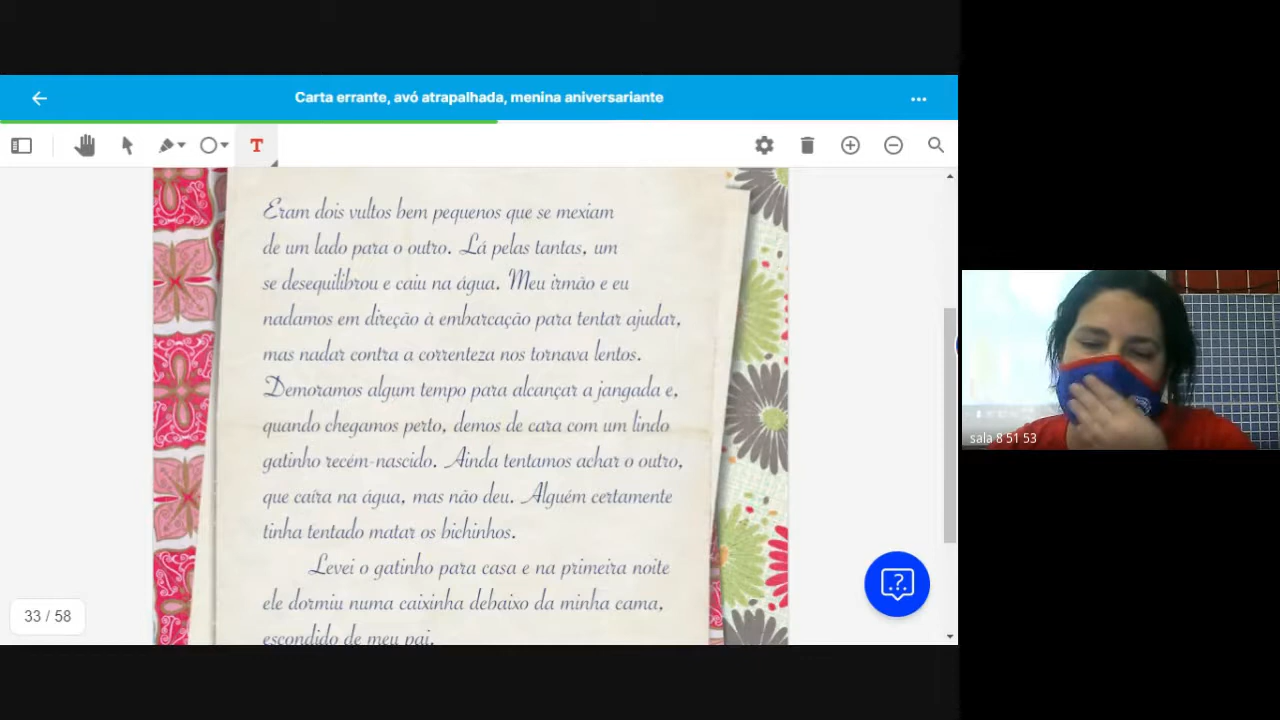 Carta errante, avó atrapalhada, menina aniversariante
T
Eram dois vultos bem pequenos que se mexiam
de um lado para o outro. Lá pelas tantas, um
se desequilibrou e caiu na água. Meu irmão e eu
nadamos em direção à embarcação para tentar ajudar,
mas nadar contra a correnteza nos tornava lentos.
Demoramos algum tempo para alcançar a jangada e,
quando chegamos perto, demos de cara com um lindo
gatinho recém-nascido. Ainda tentamos achar o outro,
que caíra na água, mas não deu. Alguém certamente
tinha tentado matar os bichinhos.
Levei o gatinho para casa e na primeira noite
ele dormiu numa caixinha debaixo da minha cama,
escondido de meu pai.
33 / 58
?
sala 8 51 53